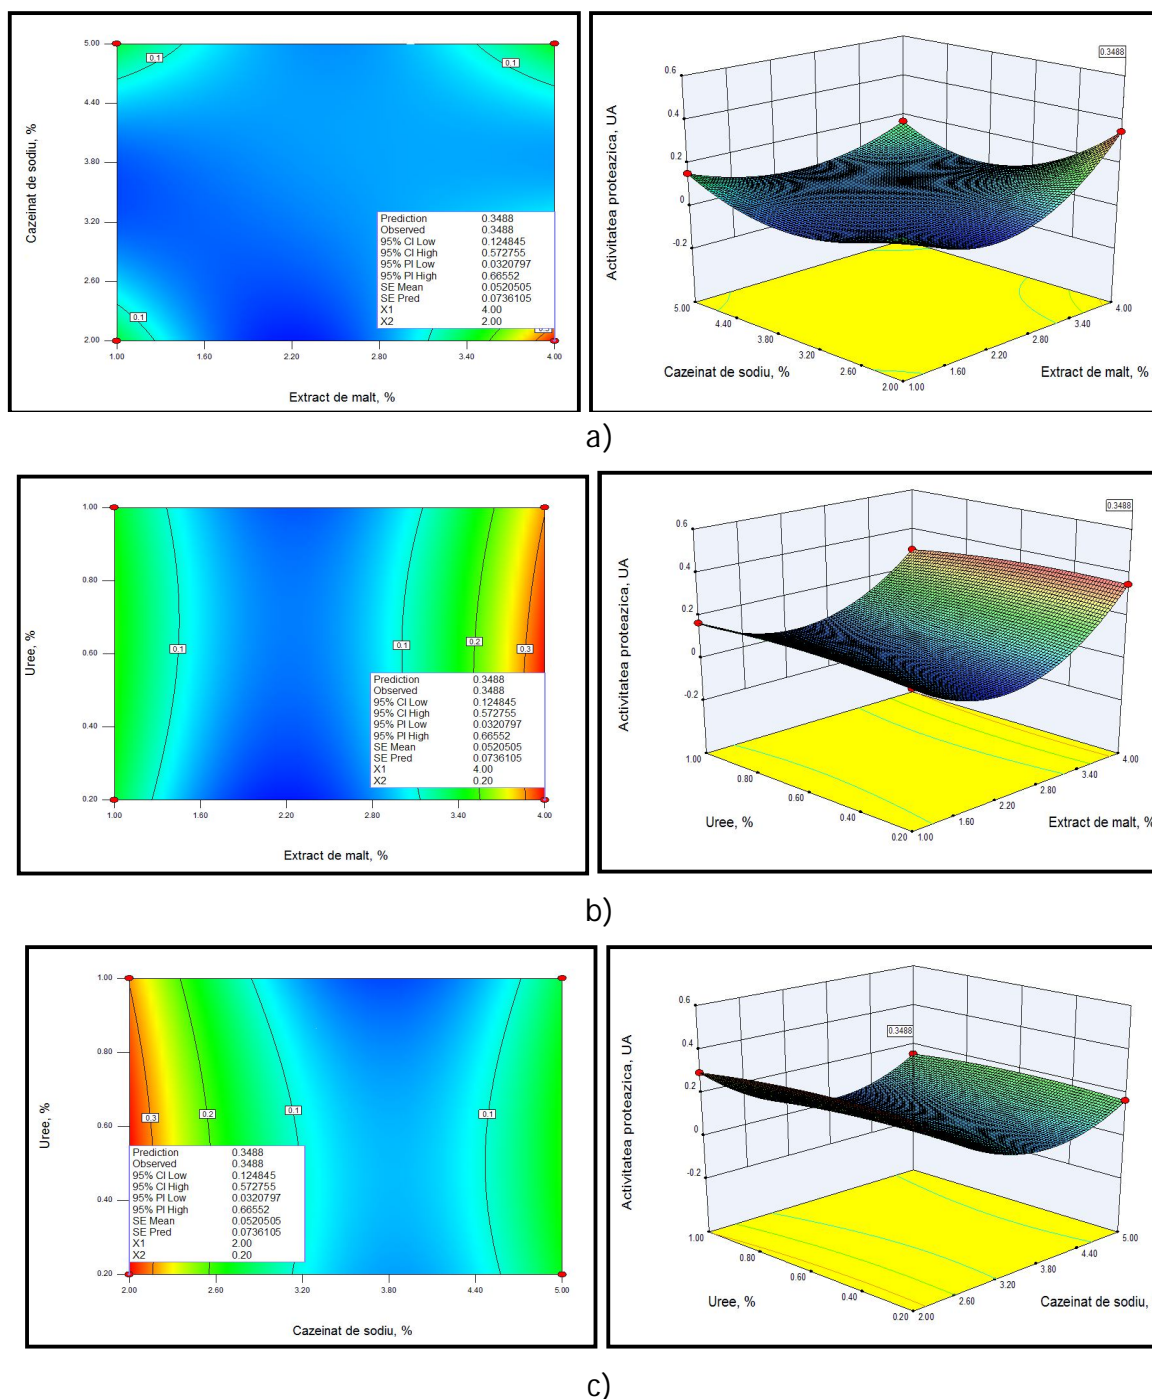 Cazeinat de sodiu, %
5.00
4.40
3.80
3.20
2.60
2.00
1.00 1.60 2.20 2.80 3.40 4.00
Extract de malt, %
0.1
0.1
0.1
Prediction 0.3488
Observed 0.3488
95% CI Low 0.124845
95% CI High 0.572755
95% PI Low 0.0320797
95% PI High 0.66552
SE Mean 0.0520505
SE Pred 0.0736105
X1 4.00
X2 2.00
Activitatea proteazica, UA
0.6
0.4
0.2
0
-0.2
0.3488
5.00 4.40 3.80 3.20 2.60 2.00
1.00 1.60 2.20 2.80 3.40 4.00
Cazeinat de sodiu, %
Extract de malt, %
a)
Uree, %
1.00
0.80
0.60
0.40
0.20
1.00 1.60 2.20 2.80 3.40 4.00
Extract de malt, %
0.1
0.1
0.2
0.3
Prediction 0.3488
Observed 0.3488
95% CI Low 0.124845
95% CI High 0.572755
95% PI Low 0.0320797
95% PI High 0.66552
SE Mean 0.0520505
SE Pred 0.0736105
X1 4.00
X2 0.20
Activitatea proteazica, UA
0.6
0.4
0.2
0
-0.2
0.3488
1.00 0.80 0.60 0.40 0.20
1.00 1.60 2.20 2.80 3.40 4.00
Uree, %
Extract de malt, %
b)
Uree, %
1.00
0.80
0.60
0.40
0.20
2.00 2.60 3.20 3.80 4.40 5.00
Cazeinat de sodiu, %
0.3
0.2
0.1
0.1
Prediction 0.3488
Observed 0.3488
95% CI Low 0.124845
95% CI High 0.572755
95% PI Low 0.0320797
95% PI High 0.66552
SE Mean 0.0520505
SE Pred 0.0736105
X1 2.00
X2 0.20
Activitatea proteazica, UA
0.6
0.4
0.2
0
-0.2
0.3488
1.00 0.80 0.60 0.40 0.20
2.00 2.60 3.20 3.80 4.40 5.00
Uree, %
Cazeinat de sodiu,
c)